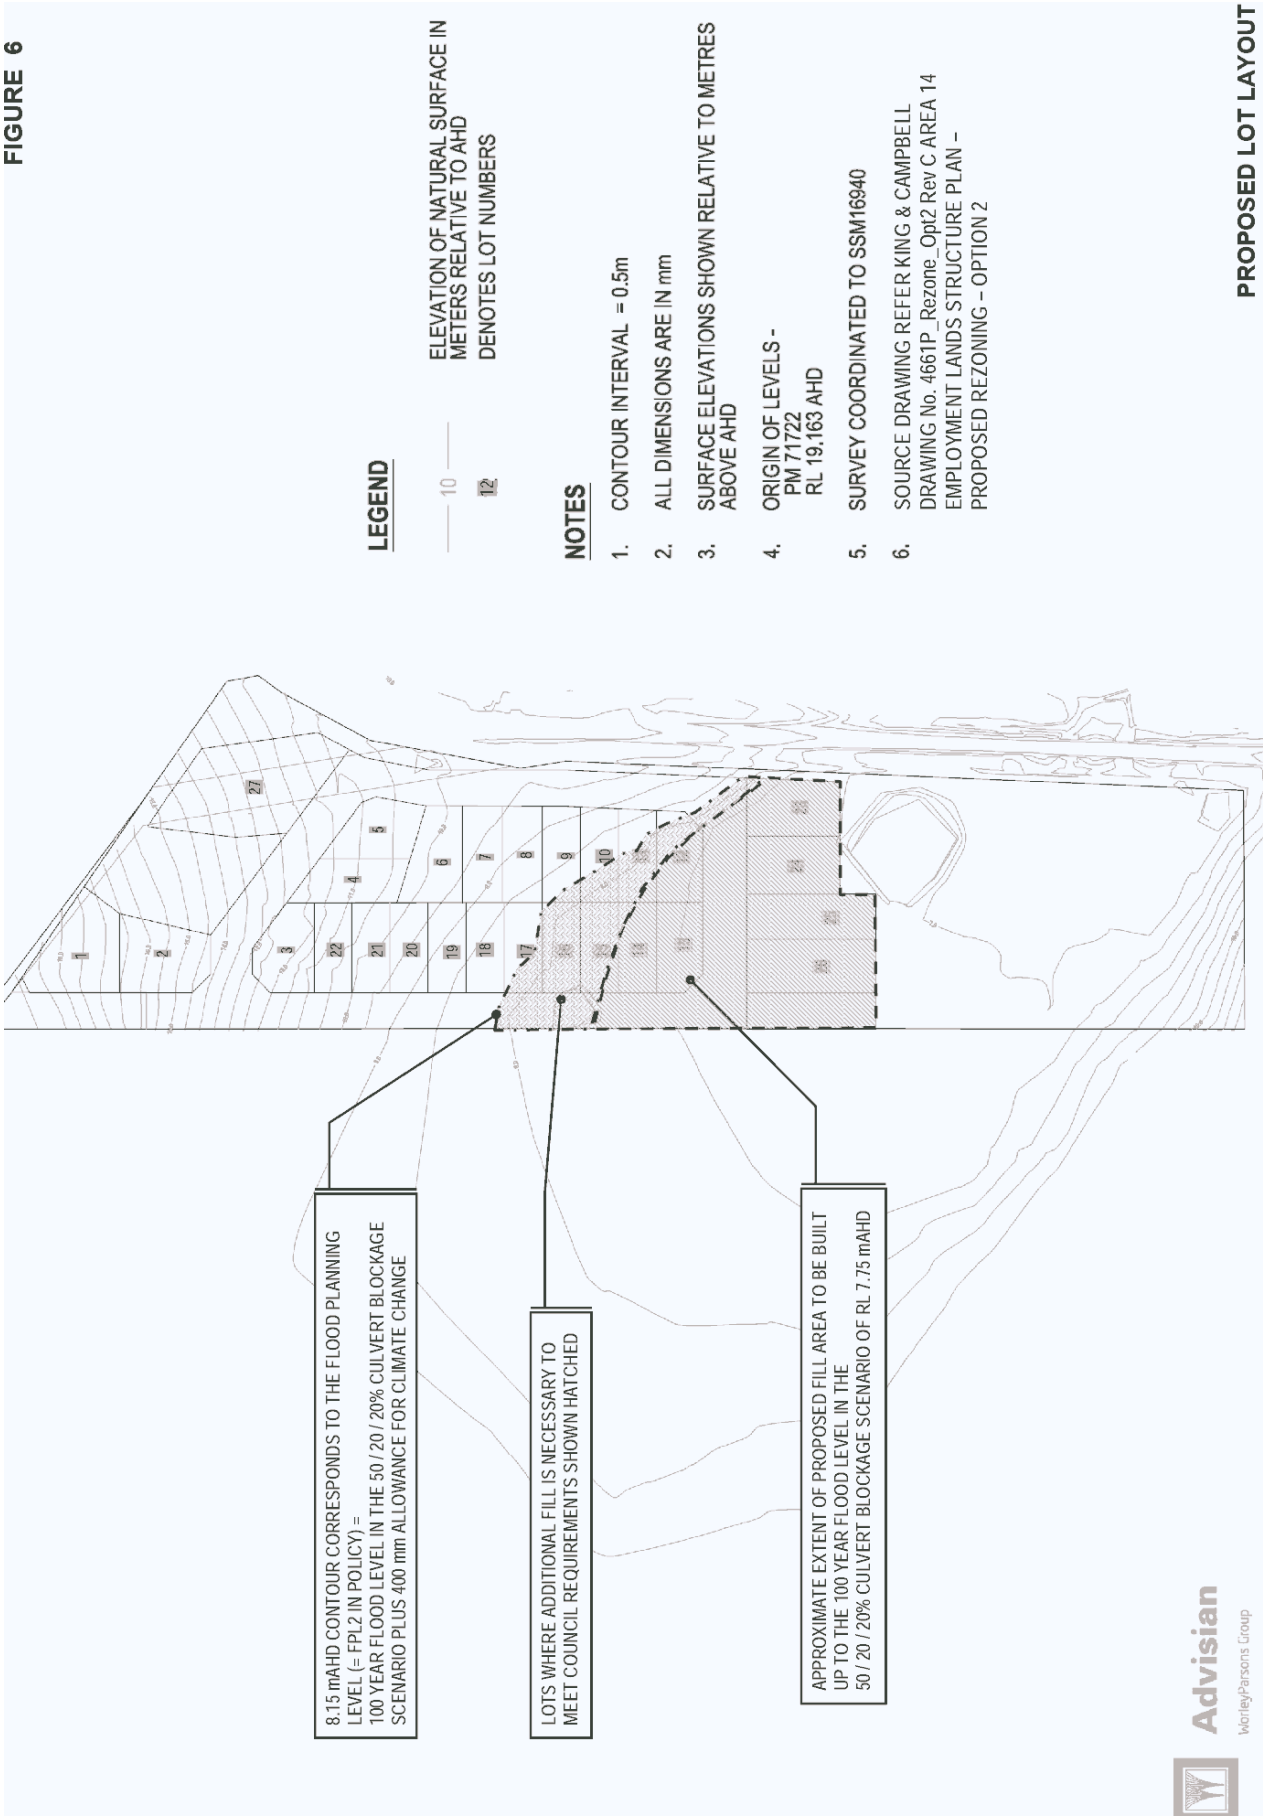 FIGURE 6
LEGEND
10
ELEVATION OF NATURAL SURFACE IN
METERS RELATIVE TO AHD
12
DENOTES LOT NUMBERS
NOTES
1. CONTOUR INTERVAL = 0.5m
2. ALL DIMENSIONS ARE IN mm
3. SURFACE ELEVATIONS SHOWN RELATIVE TO METRES
ABOVE AHD
4. ORIGIN OF LEVELS -
PM 71722
RL 19.163 AHD
5. SURVEY COORDINATED TO SSM16940
6. SOURCE DRAWING REFER KING & CAMPBELL
DRAWING No. 4661P_Rezone_Opt2 Rev C AREA 14
EMPLOYMENT LANDS STRUCTURE PLAN –
PROPOSED REZONING – OPTION 2
8.15 mAHD CONTOUR CORRESPONDS TO THE FLOOD PLANNING
LEVEL (= FPL2 IN POLICY) =
100 YEAR FLOOD LEVEL IN THE 50 / 20 / 20% CULVERT BLOCKAGE
SCENARIO PLUS 400 mm ALLOWANCE FOR CLIMATE CHANGE
LOTS WHERE ADDITIONAL FILL IS NECESSARY TO
MEET COUNCIL REQUIREMENTS SHOWN HATCHED
APPROXIMATE EXTENT OF PROPOSED FILL AREA TO BE BUILT
UP TO THE 100 YEAR FLOOD LEVEL IN THE
50 / 20 / 20% CULVERT BLOCKAGE SCENARIO OF RL 7.75 mAHD
27
5
4
6
7
8
9
10
1
2
3
22
21
20
19
18
17
16
14
24
25
26
Advisian
WorleyParsons Group
PROPOSED LOT LAYOUT